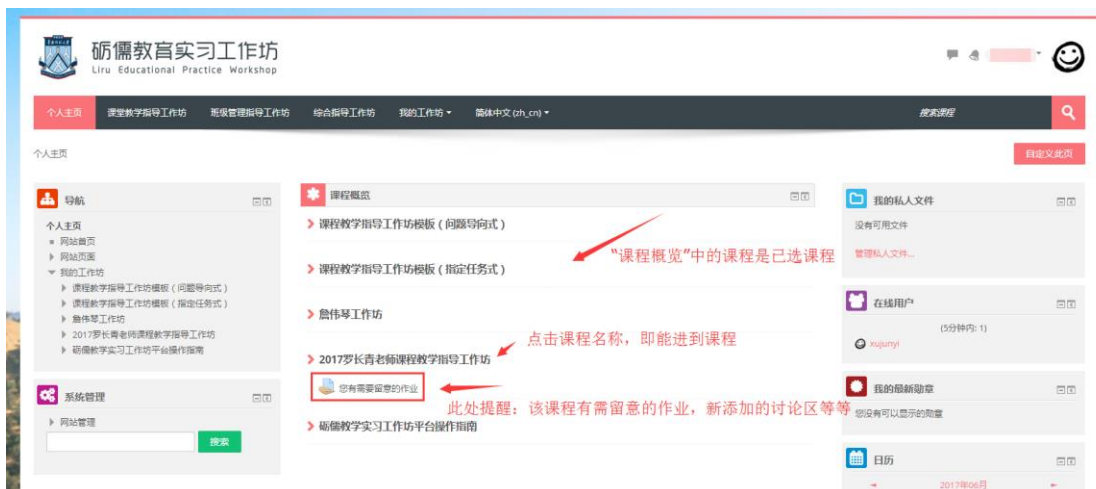 砺儒教育实习工作坊
Liru Educational Practice Workshop
个人主页 课堂教学指导工作坊 班级管理指导工作坊 综合指导工作坊 我的工作坊 简体中文 (zh_cn) 搜索课程
个人主页 自定义此页
导航
个人主页
网站首页
网站页面
我的工作坊
课程教学指导工作坊模板（问题导向式）
课程教学指导工作坊模板（指定任务式）
詹伟琴工作坊
2017罗长青老师课程教学指导工作坊
砺儒教学实习工作坊平台操作指南
系统管理
网站管理
搜索
课程概览
课程教学指导工作坊模板（问题导向式）
“课程概览”中的课程是已选课程
课程教学指导工作坊模板（指定任务式）
詹伟琴工作坊
点击课程名称，即能进到课程
2017罗长青老师课程教学指导工作坊
您有需要留意的作业
此处提醒：该课程有需留意的作业，新添加的讨论区等等
砺儒教学实习工作坊平台操作指南
我的私人文件
没有可用文件
管理私人文件...
在线用户
(5分钟内: 1)
xujunyi
我的最新勋章
您没有可以显示的勋章
日历
2017年06月